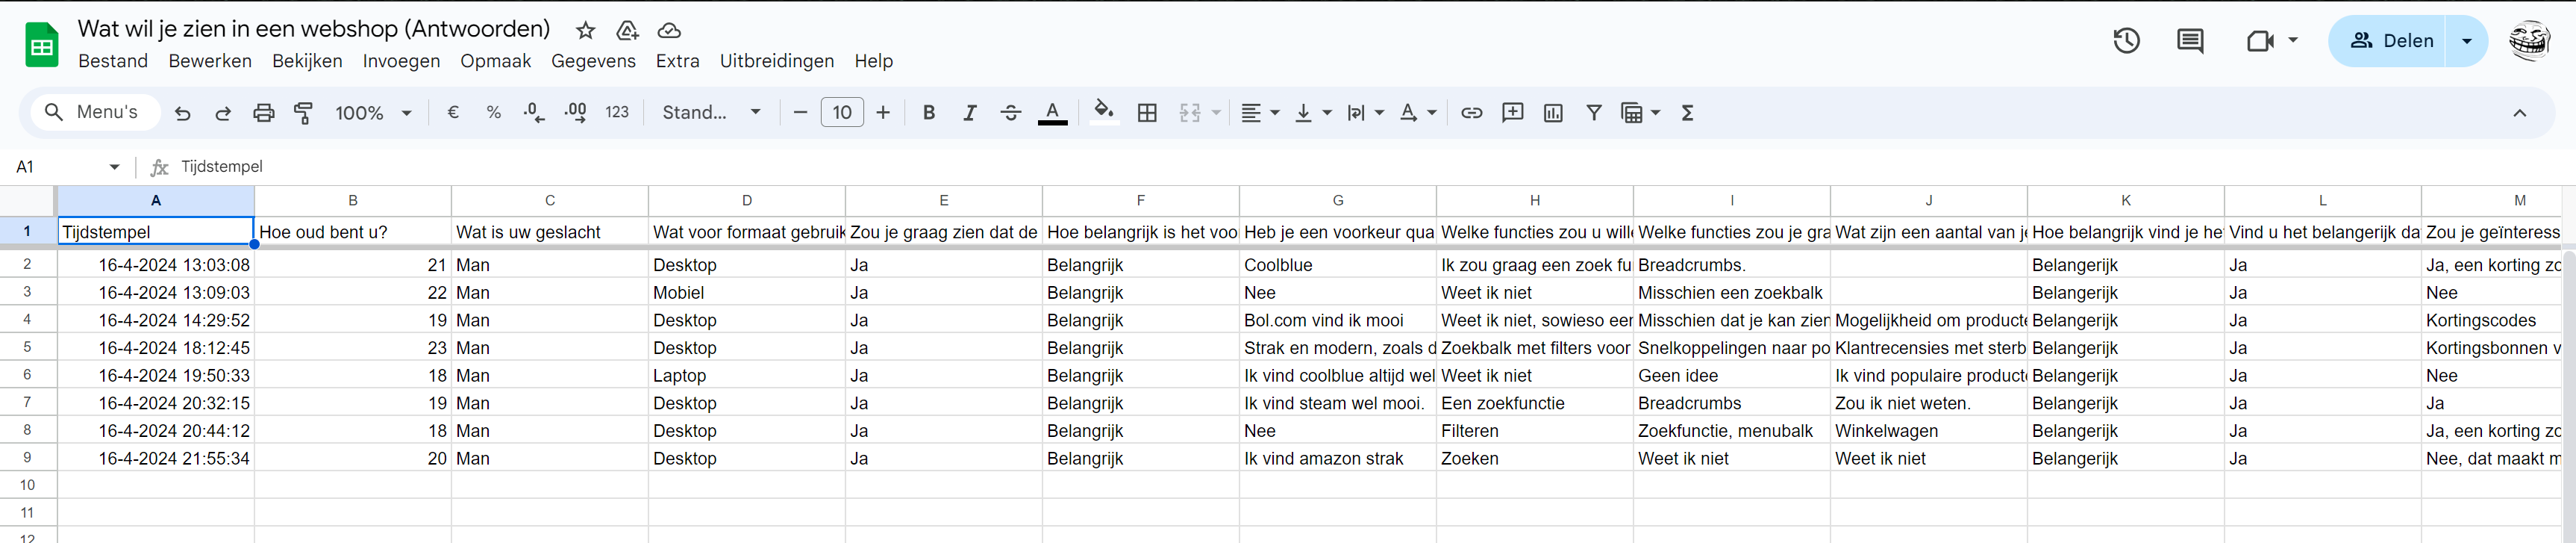 Wat wil je zien in een webshop (Antwoorden)
Bestand Bewerken Bekijken Invoegen Opmaak Gegevens Extra Uitbreidingen Help
Delen
Menu's 100% € % .0 .00 123 Stand... 10 B I A A Σ
A1 fx Tijdstempel
A B C D E F G H I J K L M
1 Tijdstempel Hoe oud bent u? Wat is uw geslacht Wat voor formaat gebruik Zou je graag zien dat de Hoe belangrijk is het voo Heb je een voorkeur qua Welke functies zou u wille Welke functies zou je gra Wat zijn een aantal van je Hoe belangrijk vind je het Vind u het belangerijk da Zou je geïnteress
2 16-4-2024 13:03:08 21 Man Desktop Ja Belangrijk Coolblue Ik zou graag een zoek fu Breadcrumbs. Belangerijk Ja Ja, een korting zo
3 16-4-2024 13:09:03 22 Man Mobiel Ja Belangrijk Nee Weet ik niet Misschien een zoekbalk Belangerijk Ja Nee
4 16-4-2024 14:29:52 19 Man Desktop Ja Belangrijk Bol.com vind ik mooi Weet ik niet, sowieso een Misschien dat je kan zien Mogelijkheid om producte Belangerijk Ja Kortingscodes
5 16-4-2024 18:12:45 23 Man Desktop Ja Belangrijk Strak en modern, zoals d Zoekbalk met filters voor Snelkoppelingen naar po Klantrecensies met sterb Belangerijk Ja Kortingsbonnen v
6 16-4-2024 19:50:33 18 Man Laptop Ja Belangrijk Ik vind coolblue altijd wel Weet ik niet Geen idee Ik vind populaire producte Belangerijk Ja Nee
7 16-4-2024 20:32:15 19 Man Desktop Ja Belangrijk Ik vind steam wel mooi. Een zoekfunctie Breadcrumbs Zou ik niet weten. Belangerijk Ja Ja
8 16-4-2024 20:44:12 18 Man Desktop Ja Belangrijk Nee Filteren Zoekfunctie, menubalk Winkelwagen Belangerijk Ja Ja, een korting zo
9 16-4-2024 21:55:34 20 Man Desktop Ja Belangrijk Ik vind amazon strak Zoeken Weet ik niet Weet ik niet Belangerijk Ja Nee, dat maakt m
10
11
12